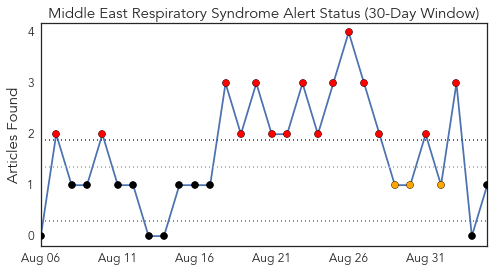 Middle East Respiratory Syndrome Alert Status (30-Day Window)
Articles Found
4
3
2
1
0
Aug 06 Aug 11 Aug 16 Aug 21 Aug 26 Aug 31